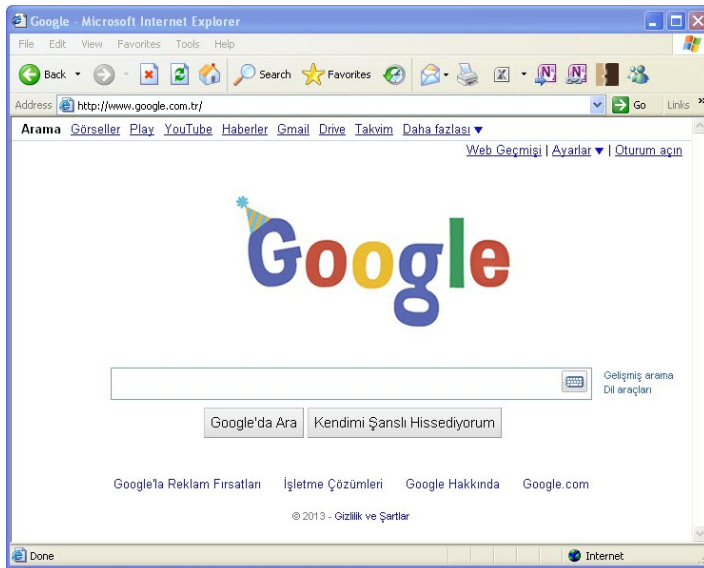 Google - Microsoft Internet Explorer
File Edit View Favorites Tools Help
Back Search Favorites
Address http://www.google.com.tr/ Go Links »
Arama Görseller Play YouTube Haberler Gmail Drive Takvim Daha fazlası ▼
Web Geçmişi | Ayarlar ▼ | Oturum açın
Google
Gelişmiş arama
Dil araçları
Google'da Ara Kendimi Şanslı Hissediyorum
Google'la Reklam Fırsatları İşletme Çözümleri Google Hakkında Google.com
© 2013 - Gizlilik ve Şartlar
Done Internet